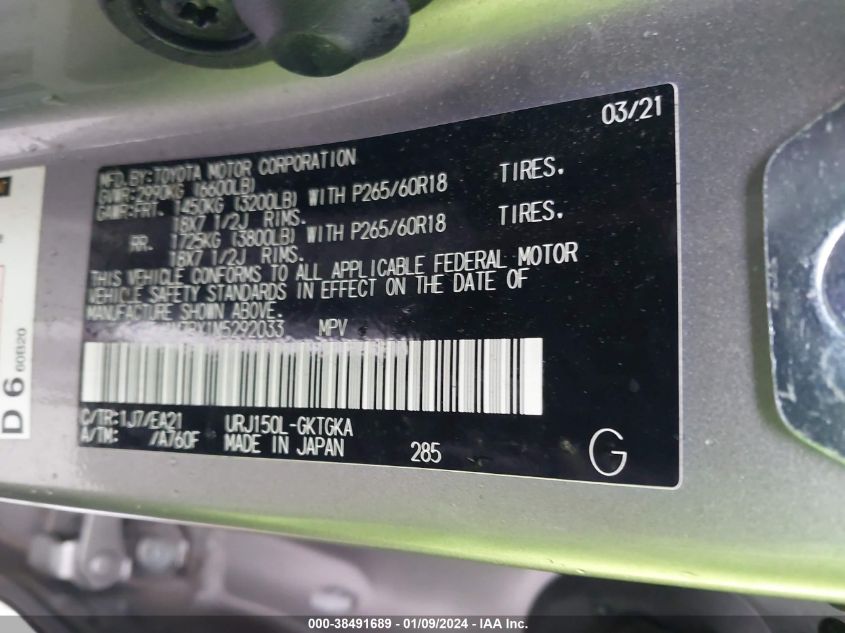 03/21
MFD.BY:TOYOTA MOTOR CORPORATION
GVWR:2990KG (6600LB)
GAWR:FRT. 1450KG (3200LB) WITH P265/60R18 TIRES.
18X7 1/2J RIMS.
RR. 1725KG (3800LB) WITH P265/60R18 TIRES.
18X7 1/2J RIMS.
THIS VEHICLE CONFORMS TO ALL APPLICABLE FEDERAL MOTOR
VEHICLE SAFETY STANDARDS IN EFFECT ON THE DATE OF
MANUFACTURE SHOWN ABOVE.
MPV
C/TR:1J7/EA21 URJ150L-GKTGKA
A/TM: /A760F MADE IN JAPAN 285
G
D6 60B20
000-38491689 - 01/09/2024 - IAA Inc.